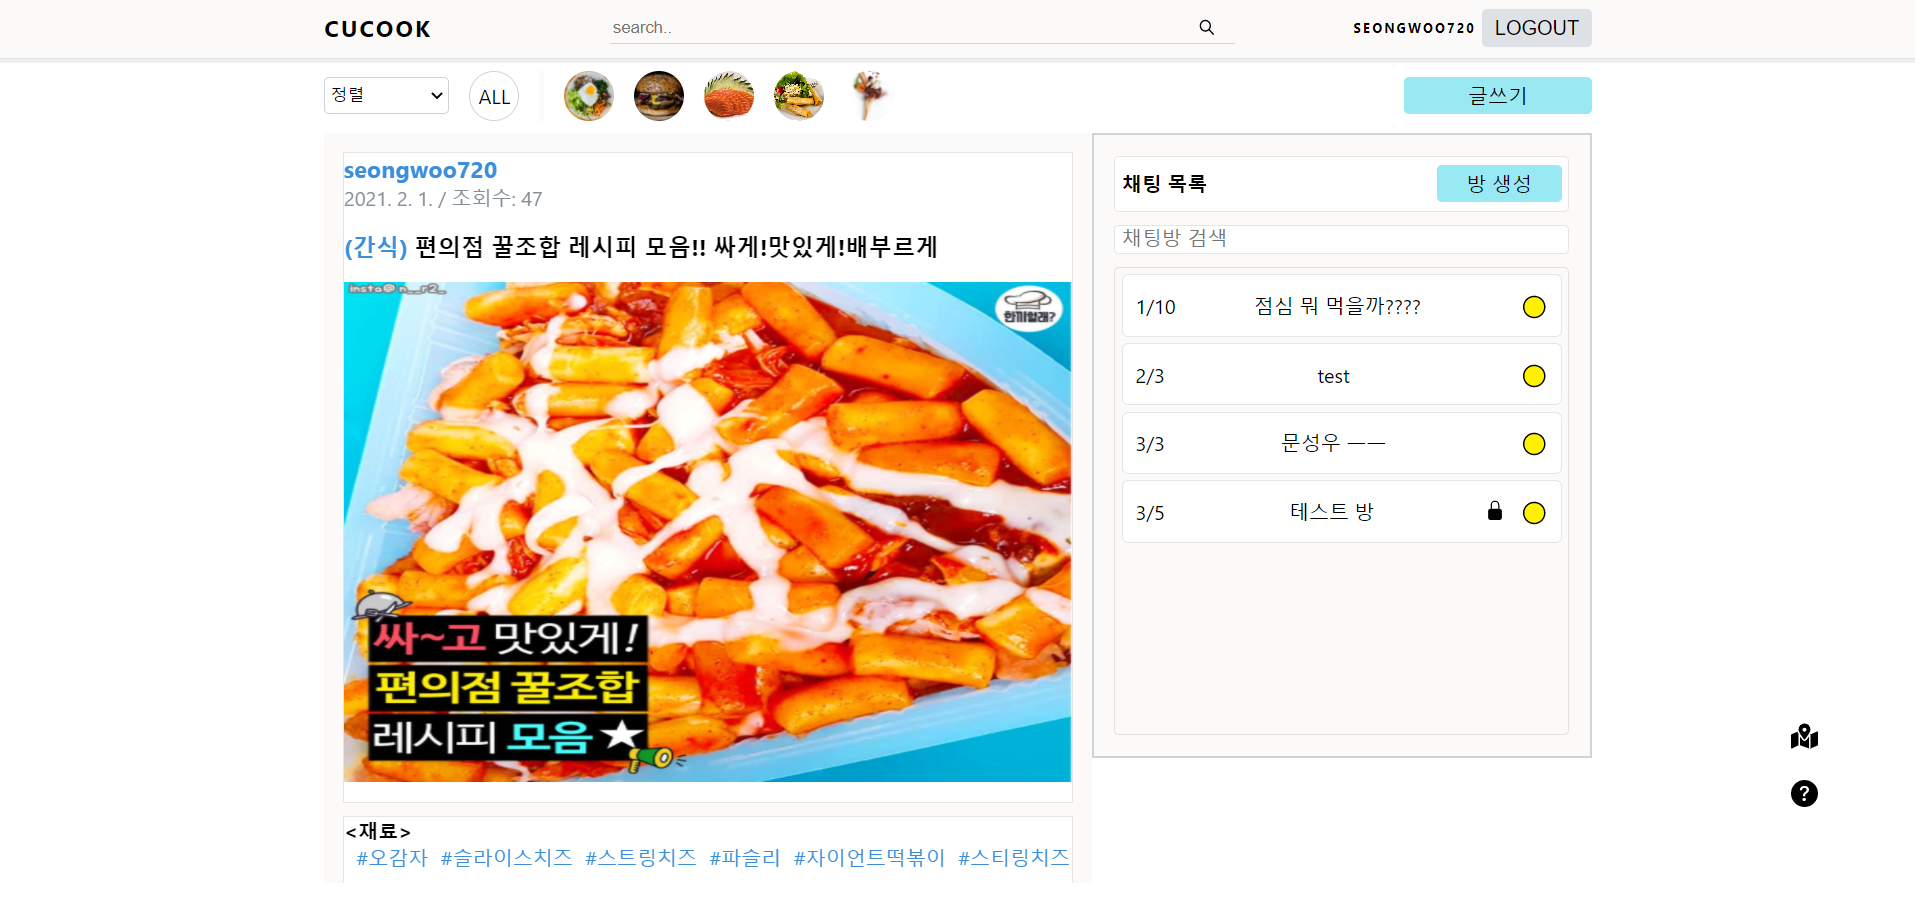 CUCOOK
search..
SEONGWOO720
LOGOUT
정렬
ALL
글쓰기
seongwoo720
2021. 2. 1. / 조회수: 47
(간식) 편의점 꿀조합 레시피 모음!! 싸게!맛있게!배부르게
insta@ n__r2_
한끼할래?
싸~고 맛있게!
편의점 꿀조합
레시피 모음 ★
<재료>
#오감자 #슬라이스치즈 #스트링치즈 #파슬리 #자이언트떡볶이 #스티링치즈
채팅 목록
방 생성
채팅방 검색
1/10 점심 뭐 먹을까????
2/3 test
3/3 문성우 ㅡㅡ
3/5 테스트 방